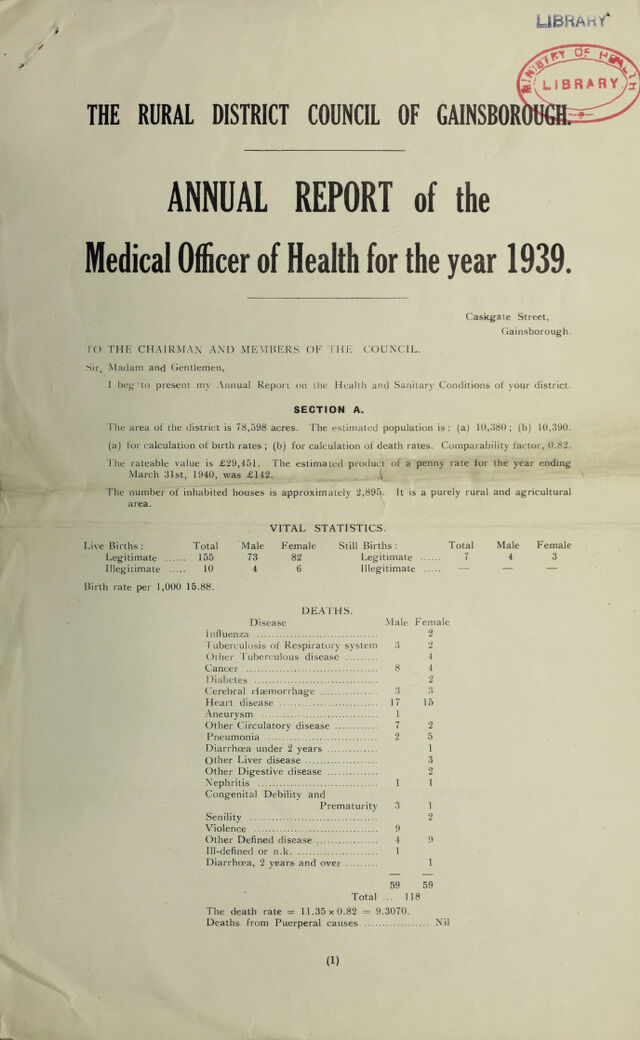 LIBRARY
MINISTRY OF HEALTH
LIBRARY
THE RURAL DISTRICT COUNCIL OF GAINSBOROUGH.
ANNUAL REPORT of the
Medical Officer of Health for the year 1939.
Caskgate Street,
Gainsborough.
TO THE CHAIRMAN AND MEMBERS OF THE COUNCIL.
Sir, Madam and Gentlemen,
I beg to present my Annual Report on the Health and Sanitary Conditions of your district.
SECTION A.
The area of the district is 78,598 acres. The estimated population is: (a) 10,380; (b) 10,390.
(a) for calculation of birth rates; (b) for calculation of death rates. Comparability factor, 0.82.
The rateable value is £29,451. The estimated product of a penny rate for the year ending
March 31st, 1940, was £142.
The number of inhabited houses is approximately 2,895. It is a purely rural and agricultural
area.
VITAL STATISTICS.
Live Births: Total Male Female Still Births: Total Male Female
Legitimate ...... 155 73 82 Legitimate ...... 7 4 3
Illegitimate ..... 10 4 6 Illegitimate ..... — — —
Birth rate per 1,000 15.88.
DEATHS.
Disease Male Female
Influenza ................................ 2
Tuberculosis of Respiratory system 3 2
Other Tuberculous disease ......... 4
Cancer ................................... 8 4
Diabetes ................................. 2
Cerebral Hæmorrhage ............... 3 3
Heart disease .......................... 17 15
Aneurysm ............................... 1
Other Circulatory disease ............ 7 2
Pneumonia ............................. 2 5
Diarrhœa under 2 years ............. 1
Other Liver disease .................... 3
Other Digestive disease .............. 2
Nephritis ................................ 1 1
Congenital Debility and
Prematurity 3 1
Senility .................................. 2
Violence ................................. 9
Other Defined disease ................ 4 9
Ill-defined or n.k. ..................... 1
Diarrhœa, 2 years and over ......... 1
59 59
Total ... 118
The death rate = 11.35 x 0.82 = 9.3070.
Deaths from Puerperal causes .................. Nil
(1)